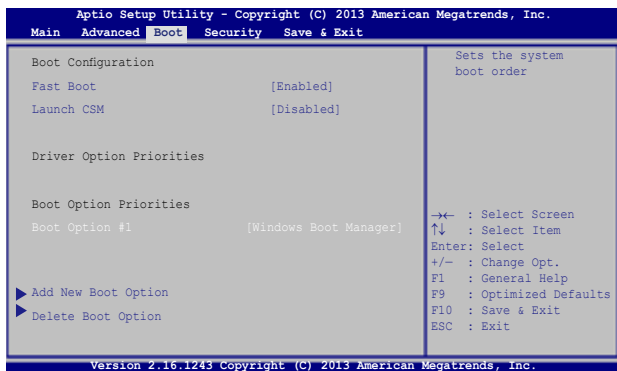 Aptio Setup Utility - Copyright (C) 2013 American Megatrends, Inc.
Main Advanced Boot Security Save & Exit
Boot Configuration
Fast Boot [Enabled]
Launch CSM [Disabled]
Driver Option Priorities
Boot Option Priorities
Boot Option #1 [Windows Boot Manager]
Add New Boot Option
Delete Boot Option
Sets the system
boot order
→← : Select Screen
↑↓ : Select Item
Enter: Select
+/— : Change Opt.
F1 : General Help
F9 : Optimized Defaults
F10 : Save & Exit
ESC : Exit
Version 2.16.1243 Copyright (C) 2013 American Megatrends, Inc.